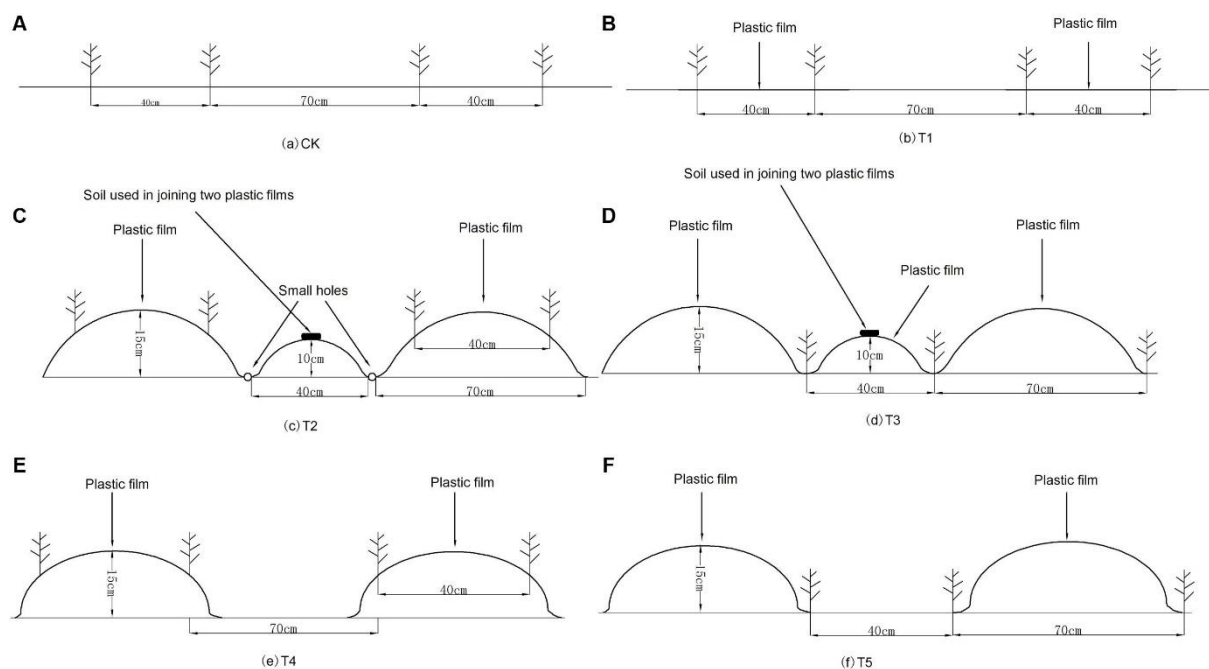 A
40cm
70cm
40cm
(a)CK
B
Plastic film
Plastic film
40cm
70cm
40cm
(b)T1
C
Soil used in joining two plastic films
Plastic film
Small holes
Plastic film
15cm
10cm
40cm
40cm
70cm
(c)T2
D
Soil used in joining two plastic films
Plastic film
Plastic film
Plastic film
15cm
10cm
40cm
70cm
(d)T3
E
Plastic film
Plastic film
15cm
40cm
70cm
(e)T4
F
Plastic film
Plastic film
15cm
40cm
70cm
(f)T5